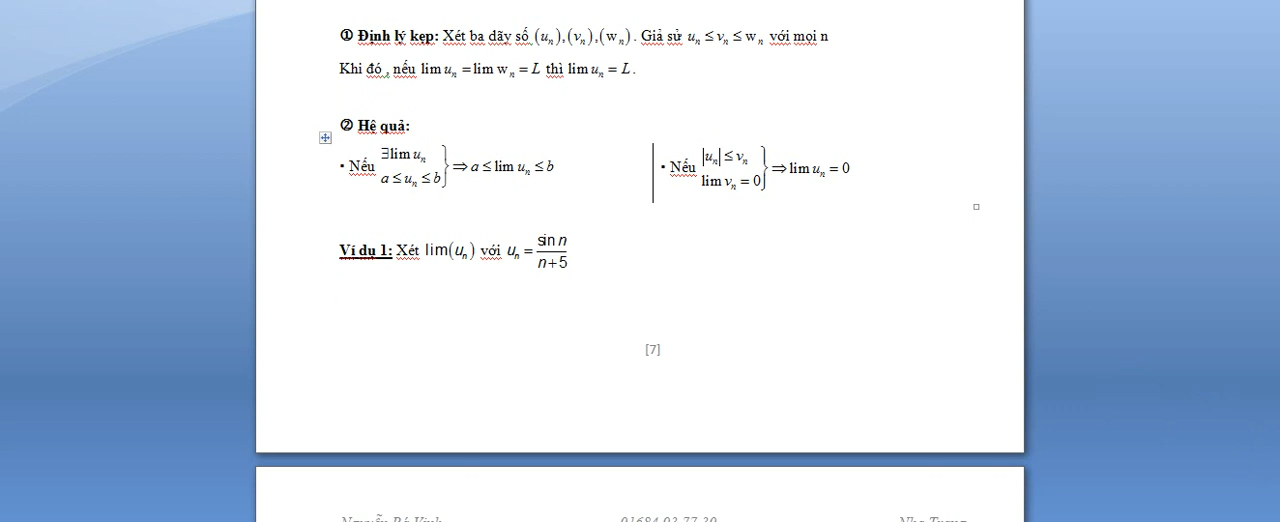 ① Định lý kẹp: Xét ba dãy số (uₙ),(vₙ),(wₙ). Giả sử uₙ ≤ vₙ ≤ wₙ với mọi n
Khi đó, nếu lim uₙ = lim wₙ = L thì lim uₙ = L.
② Hệ quả:
• Nếu ∃lim uₙ
a ≤ uₙ ≤ b} ⇒ a ≤ lim uₙ ≤ b
• Nếu |uₙ| ≤ vₙ
lim vₙ = 0} ⇒ lim uₙ = 0
Ví dụ 1: Xét lim(uₙ) với uₙ = sin n / n+5
[7]